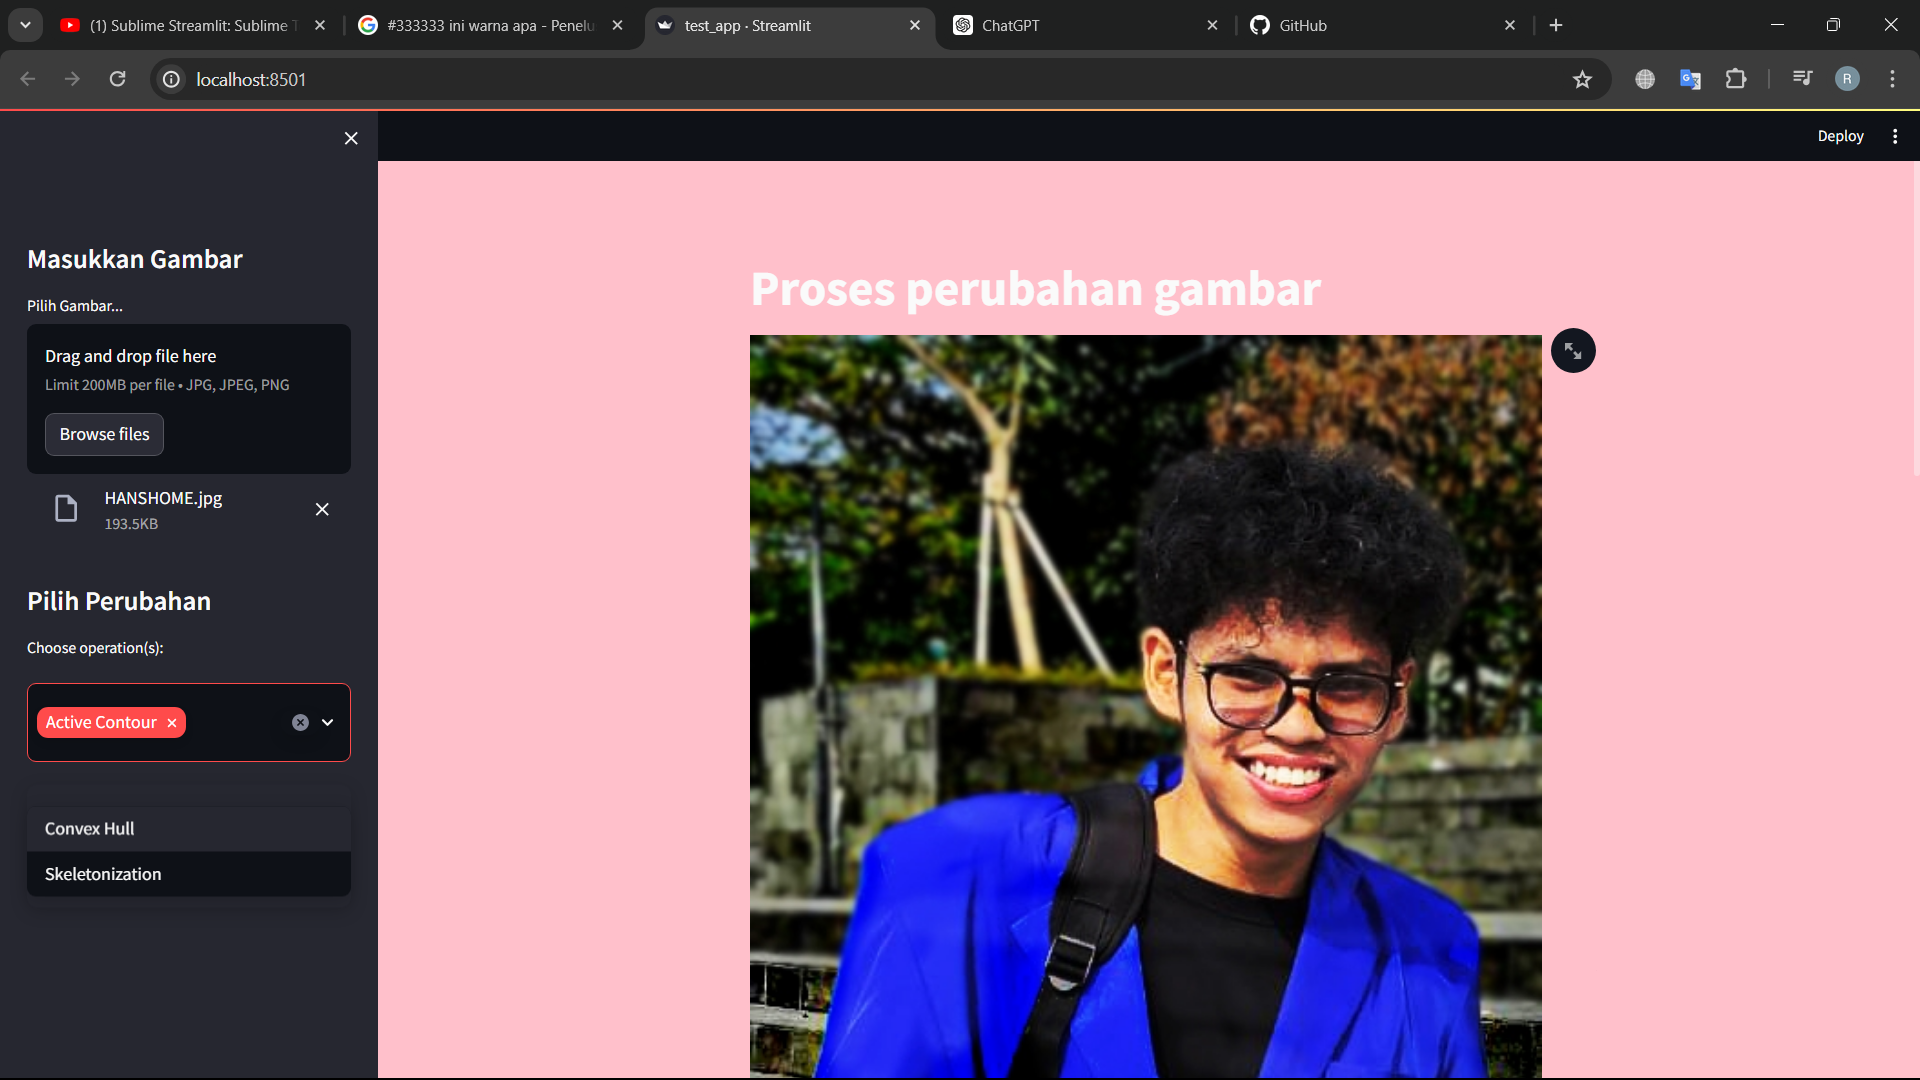 (1) Sublime Streamlit: Sublime T
#333333 ini warna apa - Penelu
test_app · Streamlit
ChatGPT
GitHub
localhost:8501
R
Deploy
Masukkan Gambar
Pilih Gambar...
Drag and drop file here
Limit 200MB per file • JPG, JPEG, PNG
Browse files
HANSHOME.jpg
193.5KB
Pilih Perubahan
Choose operation(s):
Active Contour
Convex Hull
Skeletonization
Proses perubahan gambar